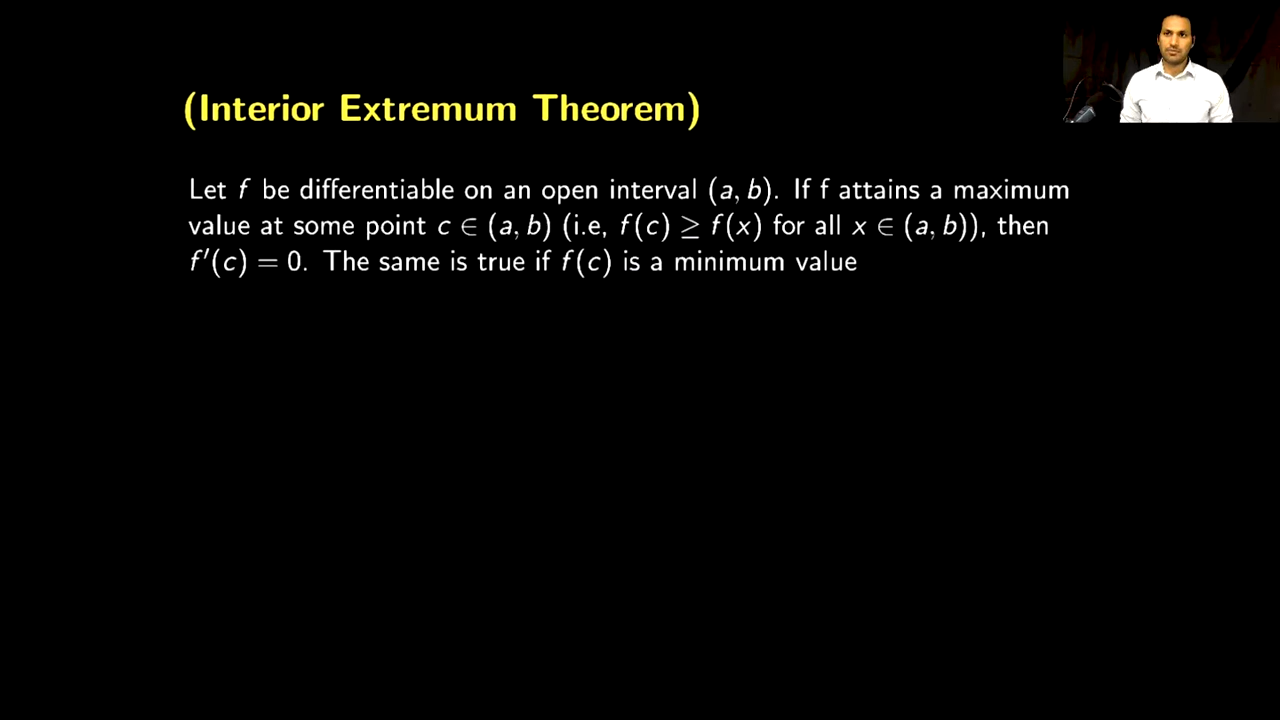 (Interior Extremum Theorem)
Let f be differentiable on an open interval (a, b). If f attains a maximum
value at some point c ∈ (a, b) (i.e, f(c) ≥ f(x) for all x ∈ (a, b)), then
f′(c) = 0. The same is true if f(c) is a minimum value